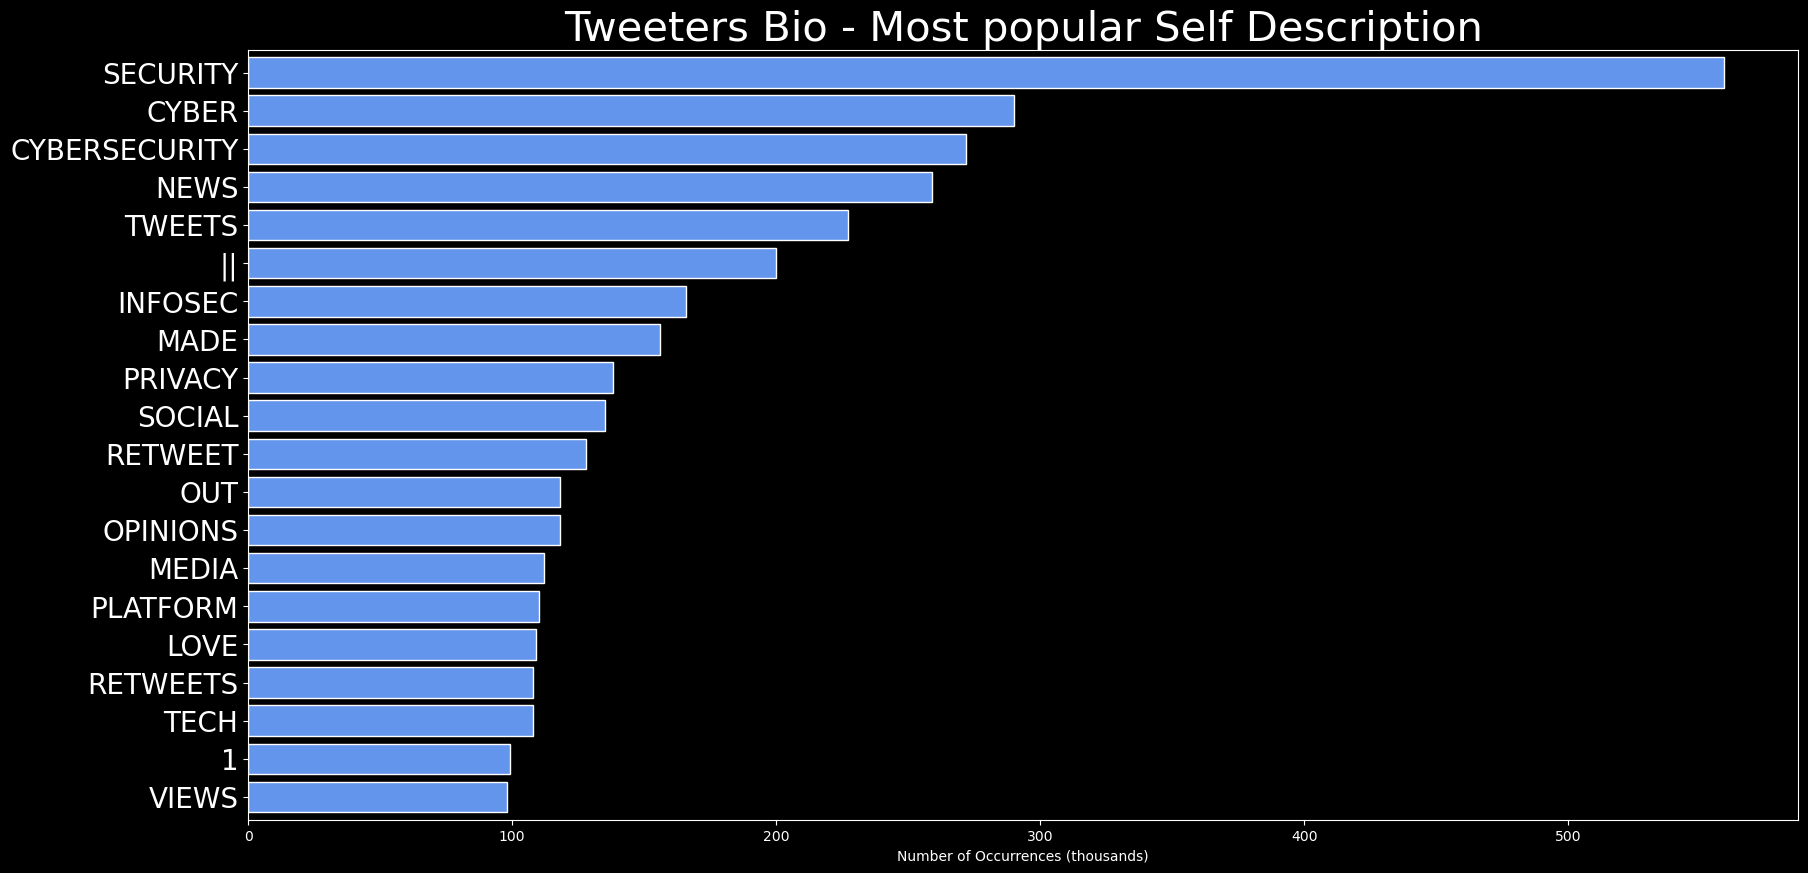 Tweeters Bio - Most popular Self Description
SECURITY
CYBER
CYBERSECURITY
NEWS
TWEETS
||
INFOSEC
MADE
PRIVACY
SOCIAL
RETWEET
OUT
OPINIONS
MEDIA
PLATFORM
LOVE
RETWEETS
TECH
1
VIEWS
0 100 200 300 400 500
Number of Occurrences (thousands)